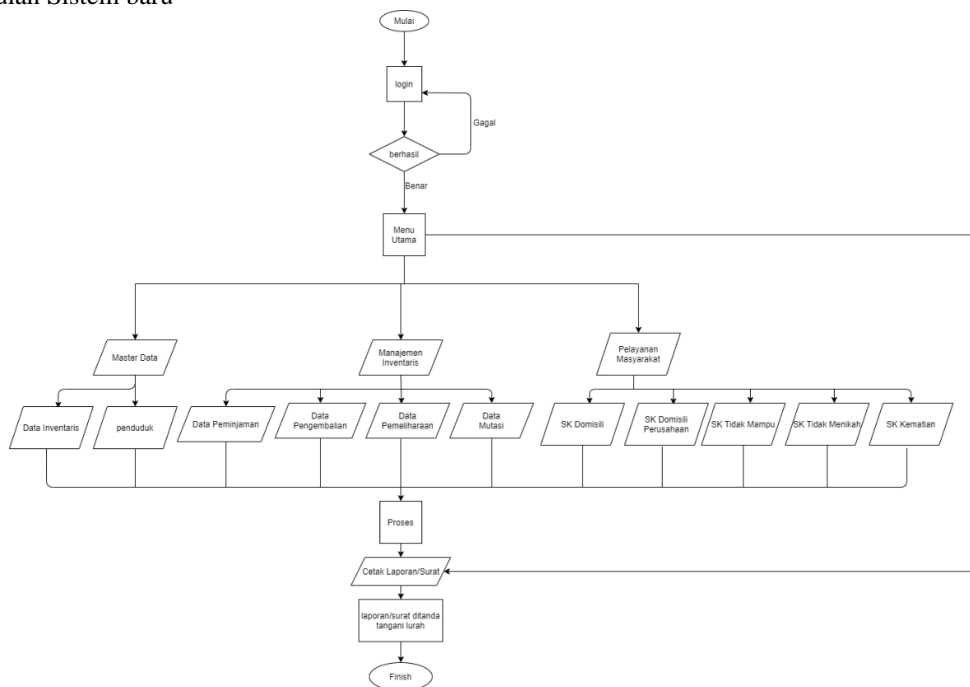 Sistem baru
Mulai
login
Gagal
berhasil
Benar
Menu
Utama
Master Data
Manajemen
Inventaris
Pelayanan
Masyarakat
Data Inventaris
penduduk
Data Peminjaman
Data
Pengembalian
Data
Pemeliharaan
Data
Mutasi
SK Domisili
SK Domisili
Perusahaan
SK Tidak Mampu
SK Tidak Menikah
SK Kematian
Proses
Cetak Laporan/Surat
laporan/surat ditanda
tangani lurah
Finish